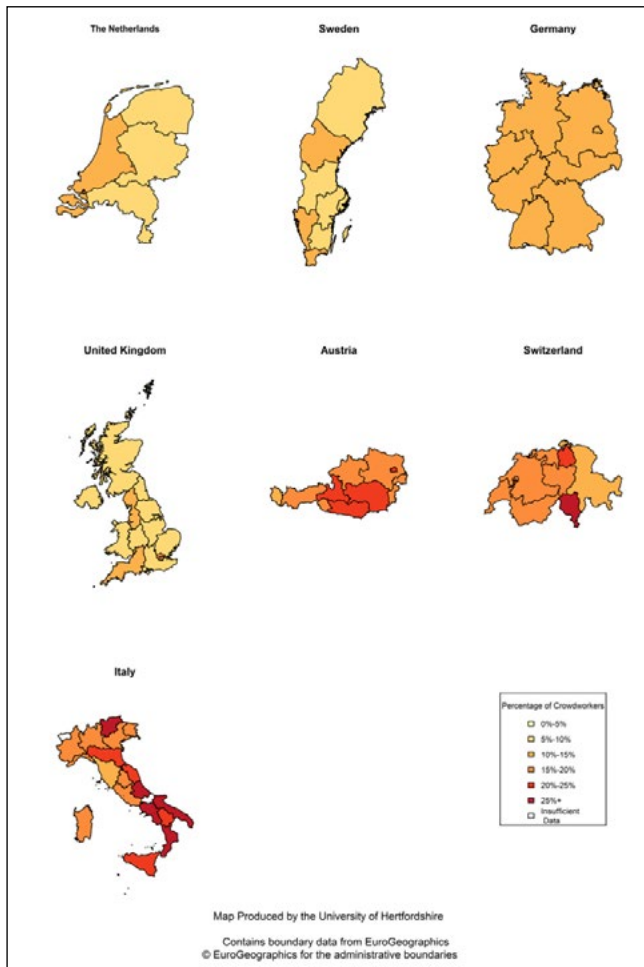 The Netherlands
Sweden
Germany
United Kingdom
Austria
Switzerland
Italy
Percentage of Crowdworkers
0%-5%
5%-10%
10%-15%
15%-20%
20%-25%
25%+
Insufficient
Data
Map Produced by the University of Hertfordshire
Contains boundary data from EuroGeographics
© EuroGeographics for the administrative boundaries